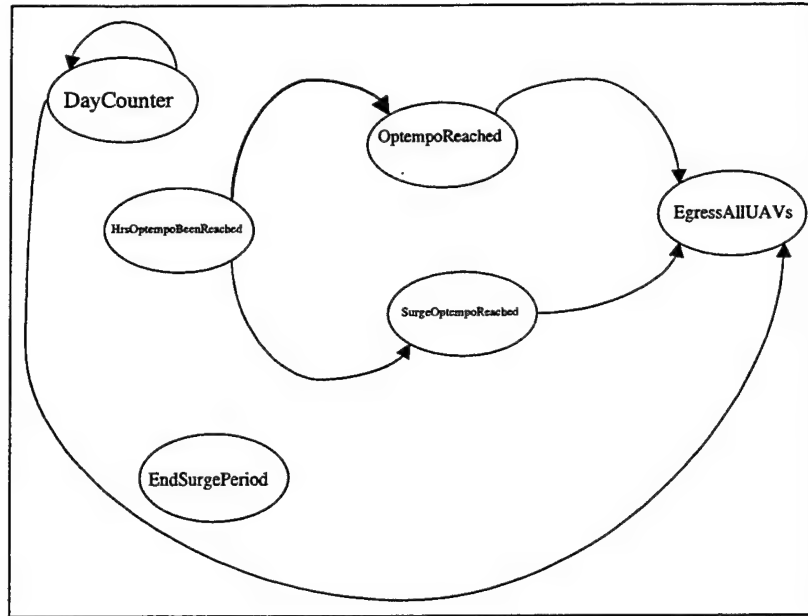 DayCounter
OptempoReached
EgressAllUAVs
HrsOptempoBeenReached
SurgeOptempoReached
EndSurgePeriod